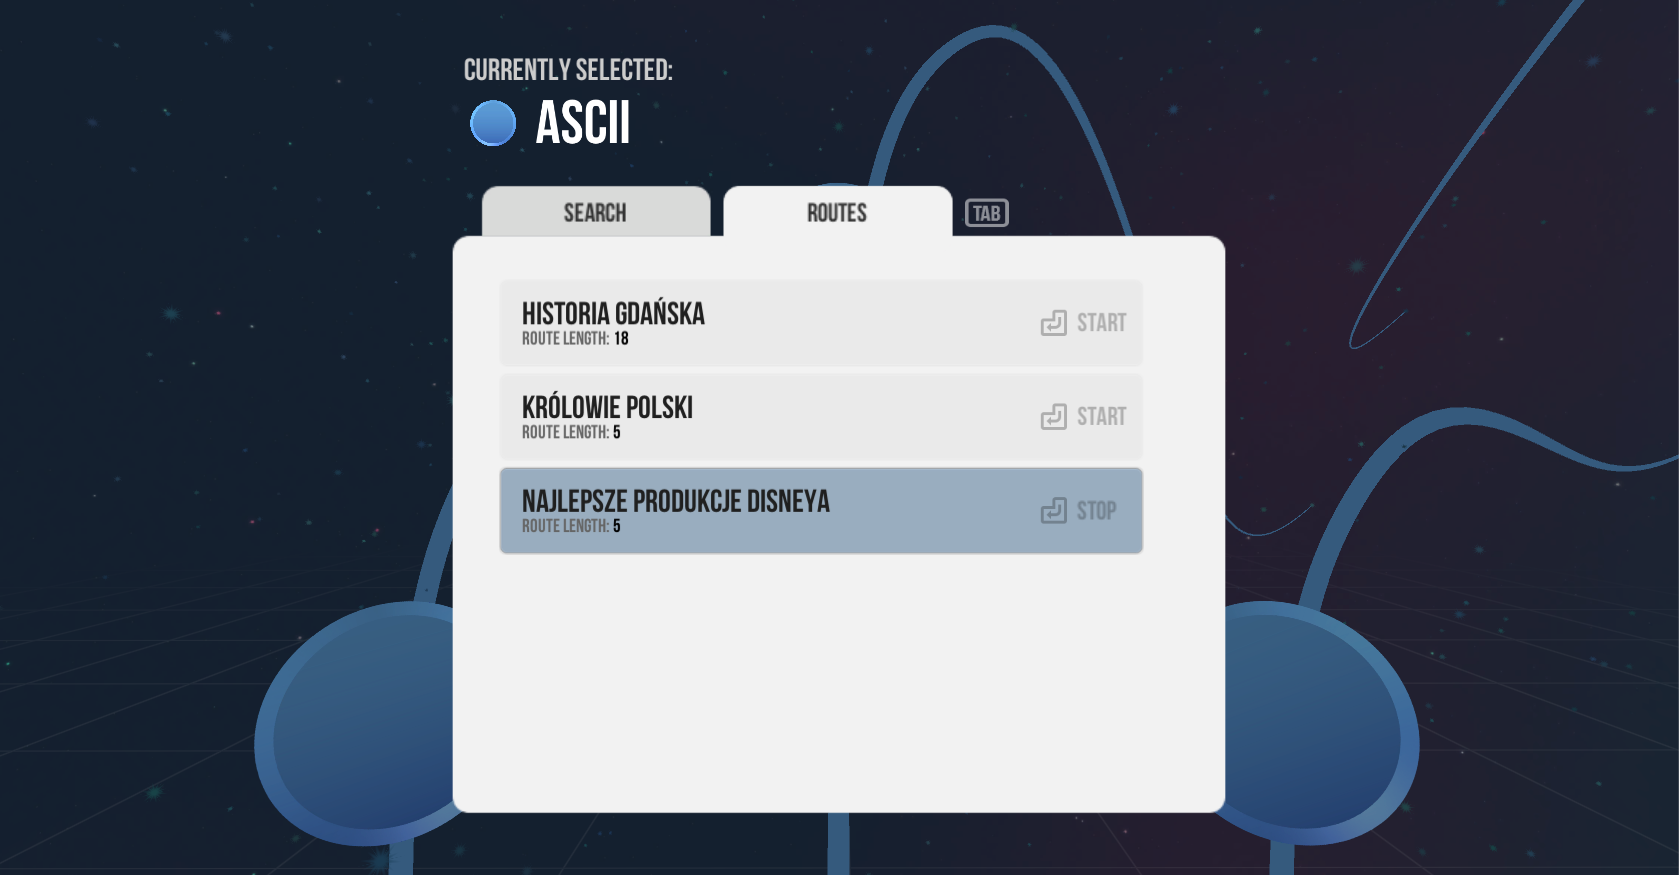 CURRENTLY SELECTED:
ASCII
SEARCH
ROUTES
TAB
HISTORIA GDAŃSKA
ROUTE LENGTH: 18
START
KRÓLOWIE POLSKI
ROUTE LENGTH: 5
START
NAJLEPSZE PRODUKCJE DISNEYA
ROUTE LENGTH: 5
STOP